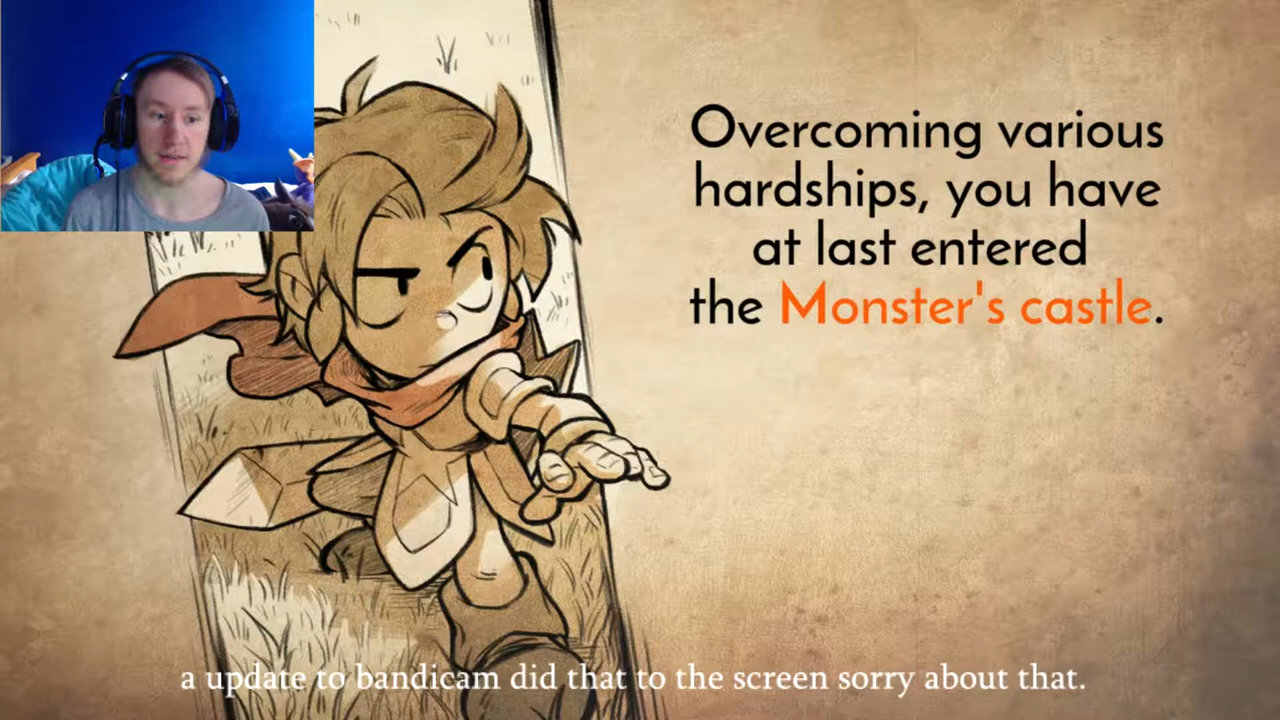 Overcoming various
hardships, you have
at last entered
the Monster's castle.
a update to bandicam did that to the screen sorry about that.